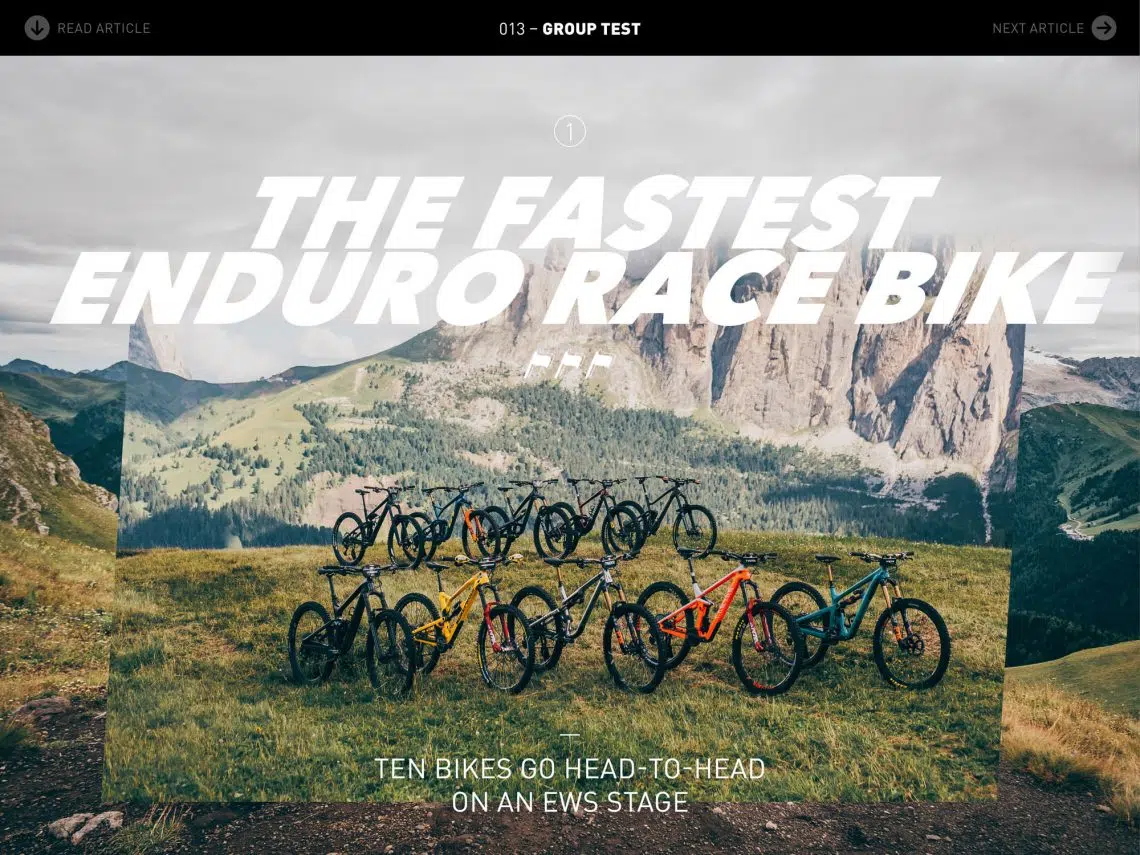 READ ARTICLE
013 – GROUP TEST
NEXT ARTICLE
1
THE FASTEST
ENDURO RACE BIKE
TEN BIKES GO HEAD-TO-HEAD
ON AN EWS STAGE